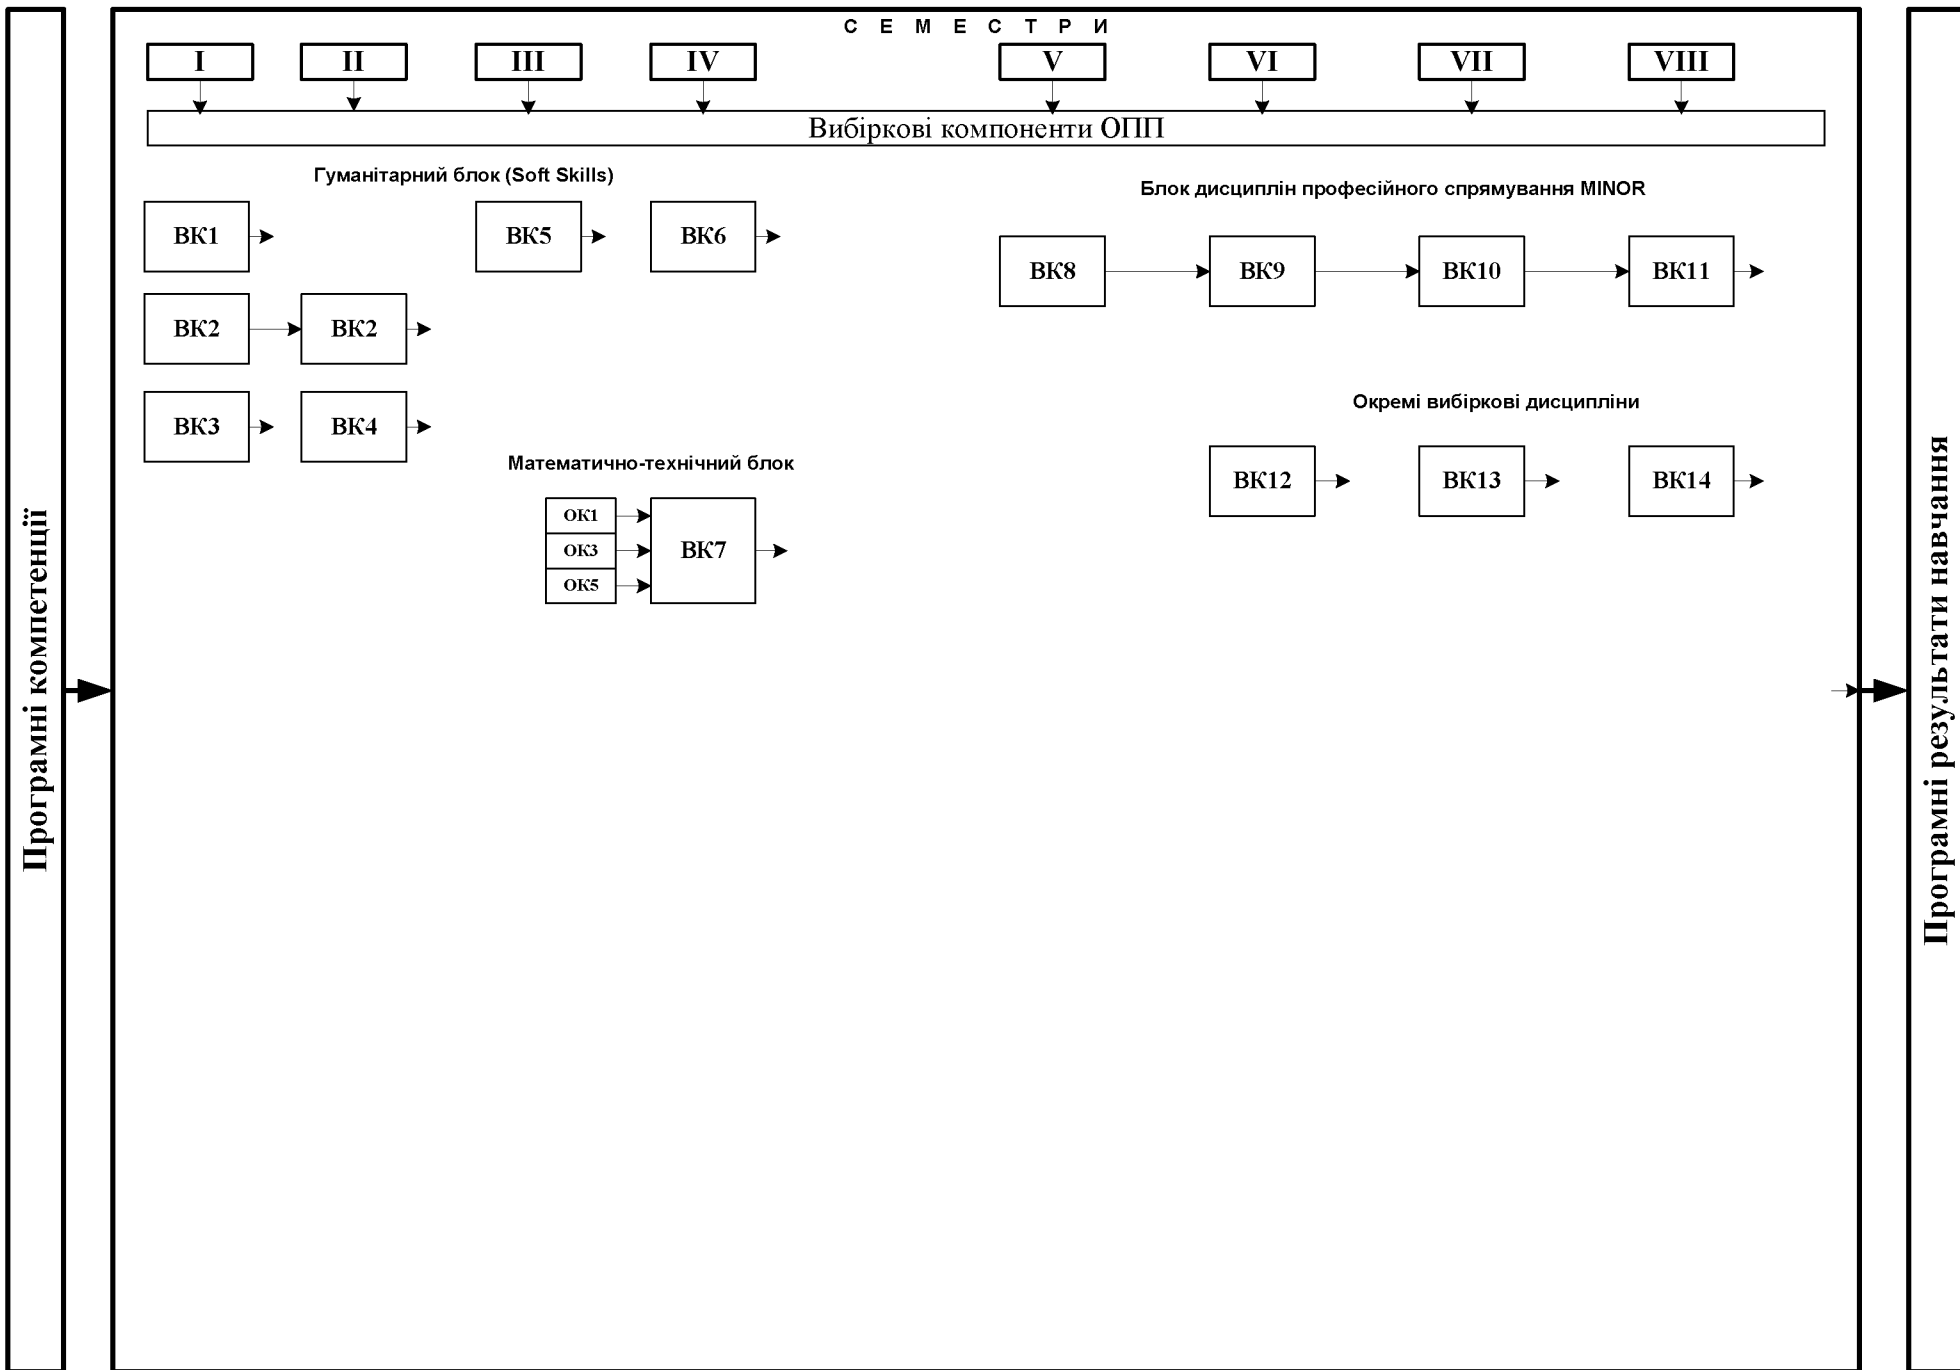 С Е М Е С Т Р И
I II III IV V VI VII VIII
Вибіркові компоненти ОПП
Гуманітарний блок (Soft Skills)
Блок дисциплін професійного спрямування MINOR
ВК1 ВК5 ВК6
ВК8 ВК9 ВК10 ВК11
ВК2 ВК2
Окремі вибіркові дисципліни
ВК3 ВК4
Математично-технічний блок
ВК12 ВК13 ВК14
ОК1
ОК3 ВК7
ОК5
Програмні компетенції
Програмні результати навчання